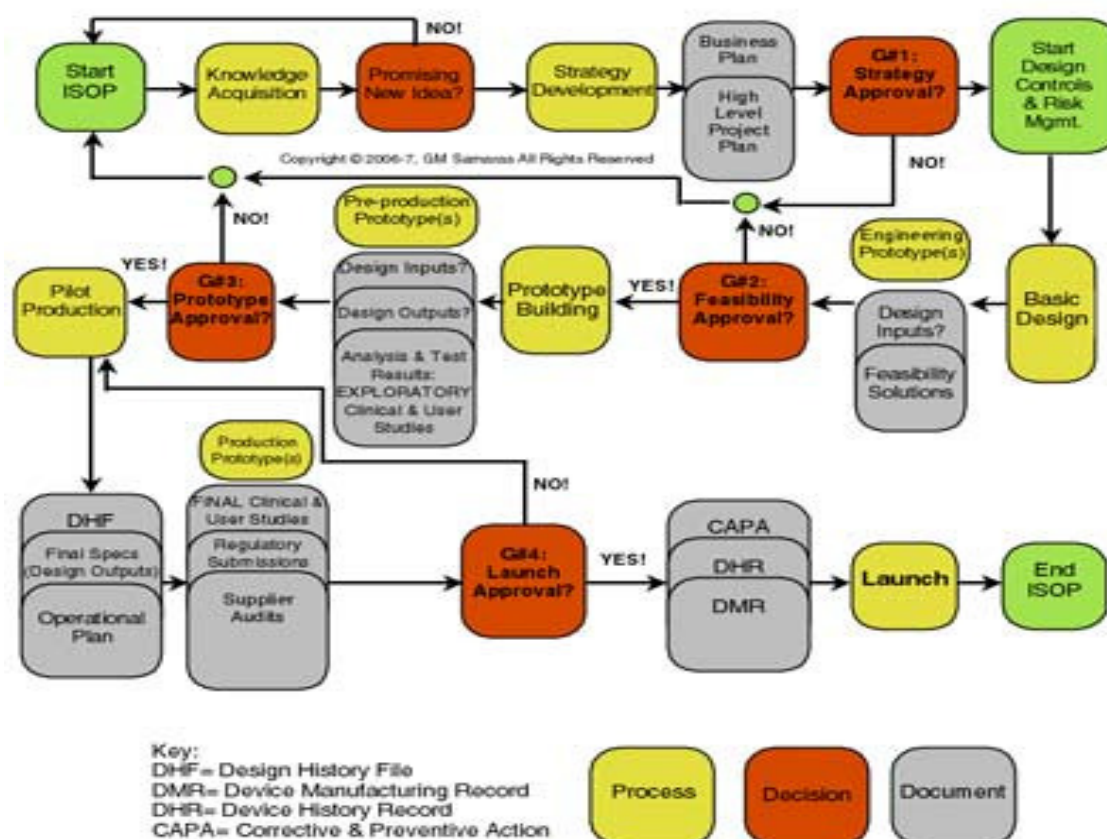 NO!
Start
ISOP
Knowledge
Acquisition
Promising
New Idea?
Strategy
Development
Business
Plan
High
Level
Project
Plan
G#1:
Strategy
Approval?
Start
Design
Controls
& Risk
Mgmt.
Copyright © 2006-7, GM Samaras All Rights Reserved
NO!
NO!
NO!
Pilot
Production
YES!
G#3:
Prototype
Approval?
Pre-production
Prototype(s)
Design Inputs?
Design Outputs?
Analysis & Test
Results:
EXPLORATORY
Clinical & User
Studies
Prototype
Building
YES!
G#2:
Feasibility
Approval?
Engineering
Prototype(s)
Design
Inputs?
Feasibility
Solutions
Basic
Design
DHF
Final Specs
(Design Outputs)
Operational
Plan
Production
Prototype(s)
FINAL Clinical &
User Studies
Regulatory
Submissions
Supplier
Audits
NO!
G#4:
Launch
Approval?
YES!
CAPA
DHR
DMR
Launch
End
ISOP
Key:
DHF= Design History File
DMR= Device Manufacturing Record
DHR= Device History Record
CAPA= Corrective & Preventive Action
Process
Decision
Document